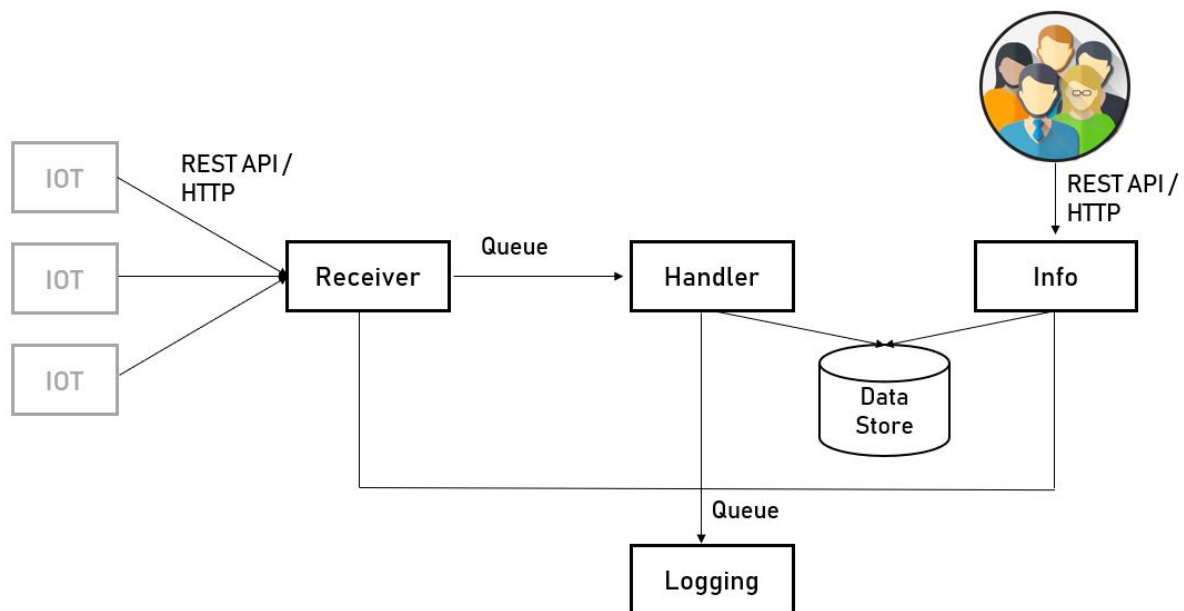 REST API /
HTTP
IOT
IOT
IOT
Receiver
Queue
Handler
REST API /
HTTP
Info
Data
Store
Queue
Logging